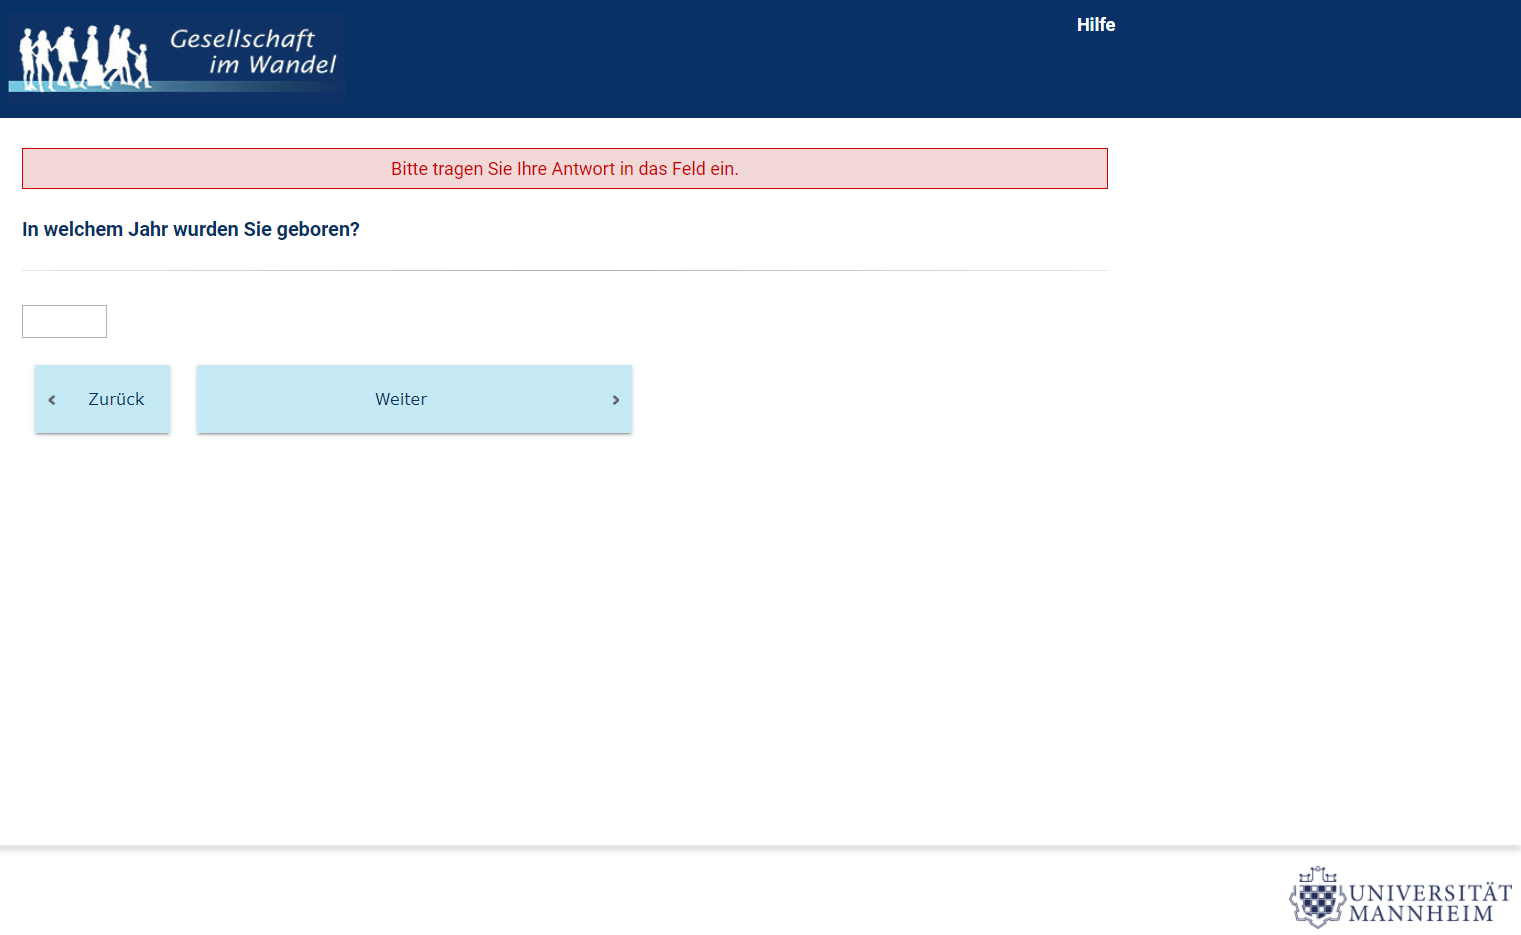 Gesellschaft
im Wandel
Hilfe
Bitte tragen Sie Ihre Antwort in das Feld ein.
In welchem Jahr wurden Sie geboren?
Zurück
Weiter
UNIVERSITÄT
MANNHEIM